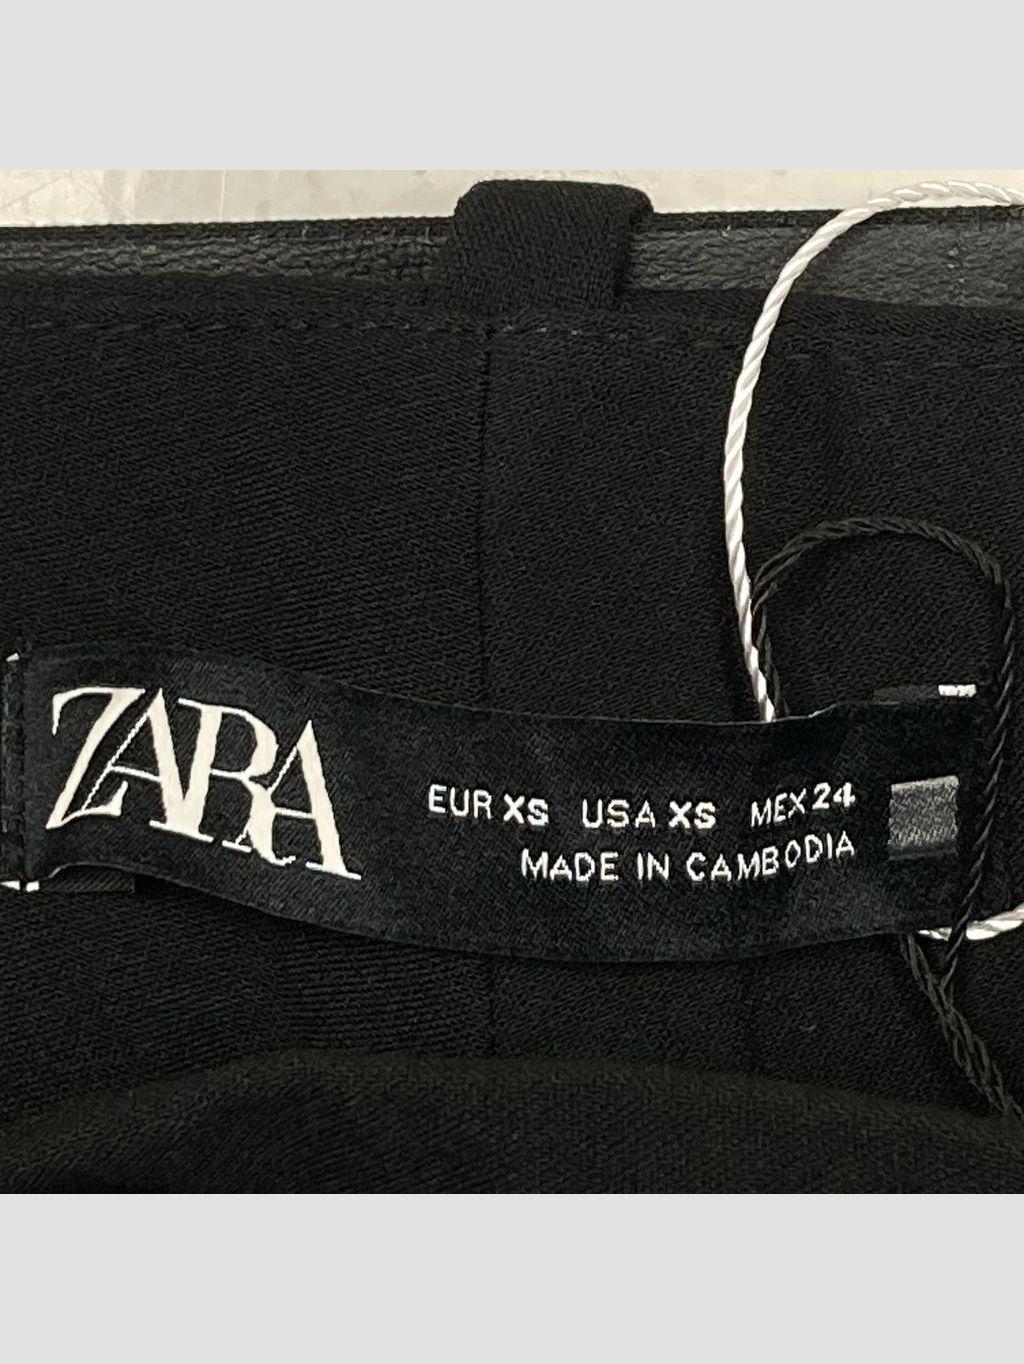 ZARA
EUR XS USA XS MEX 24
MADE IN CAMBODIA